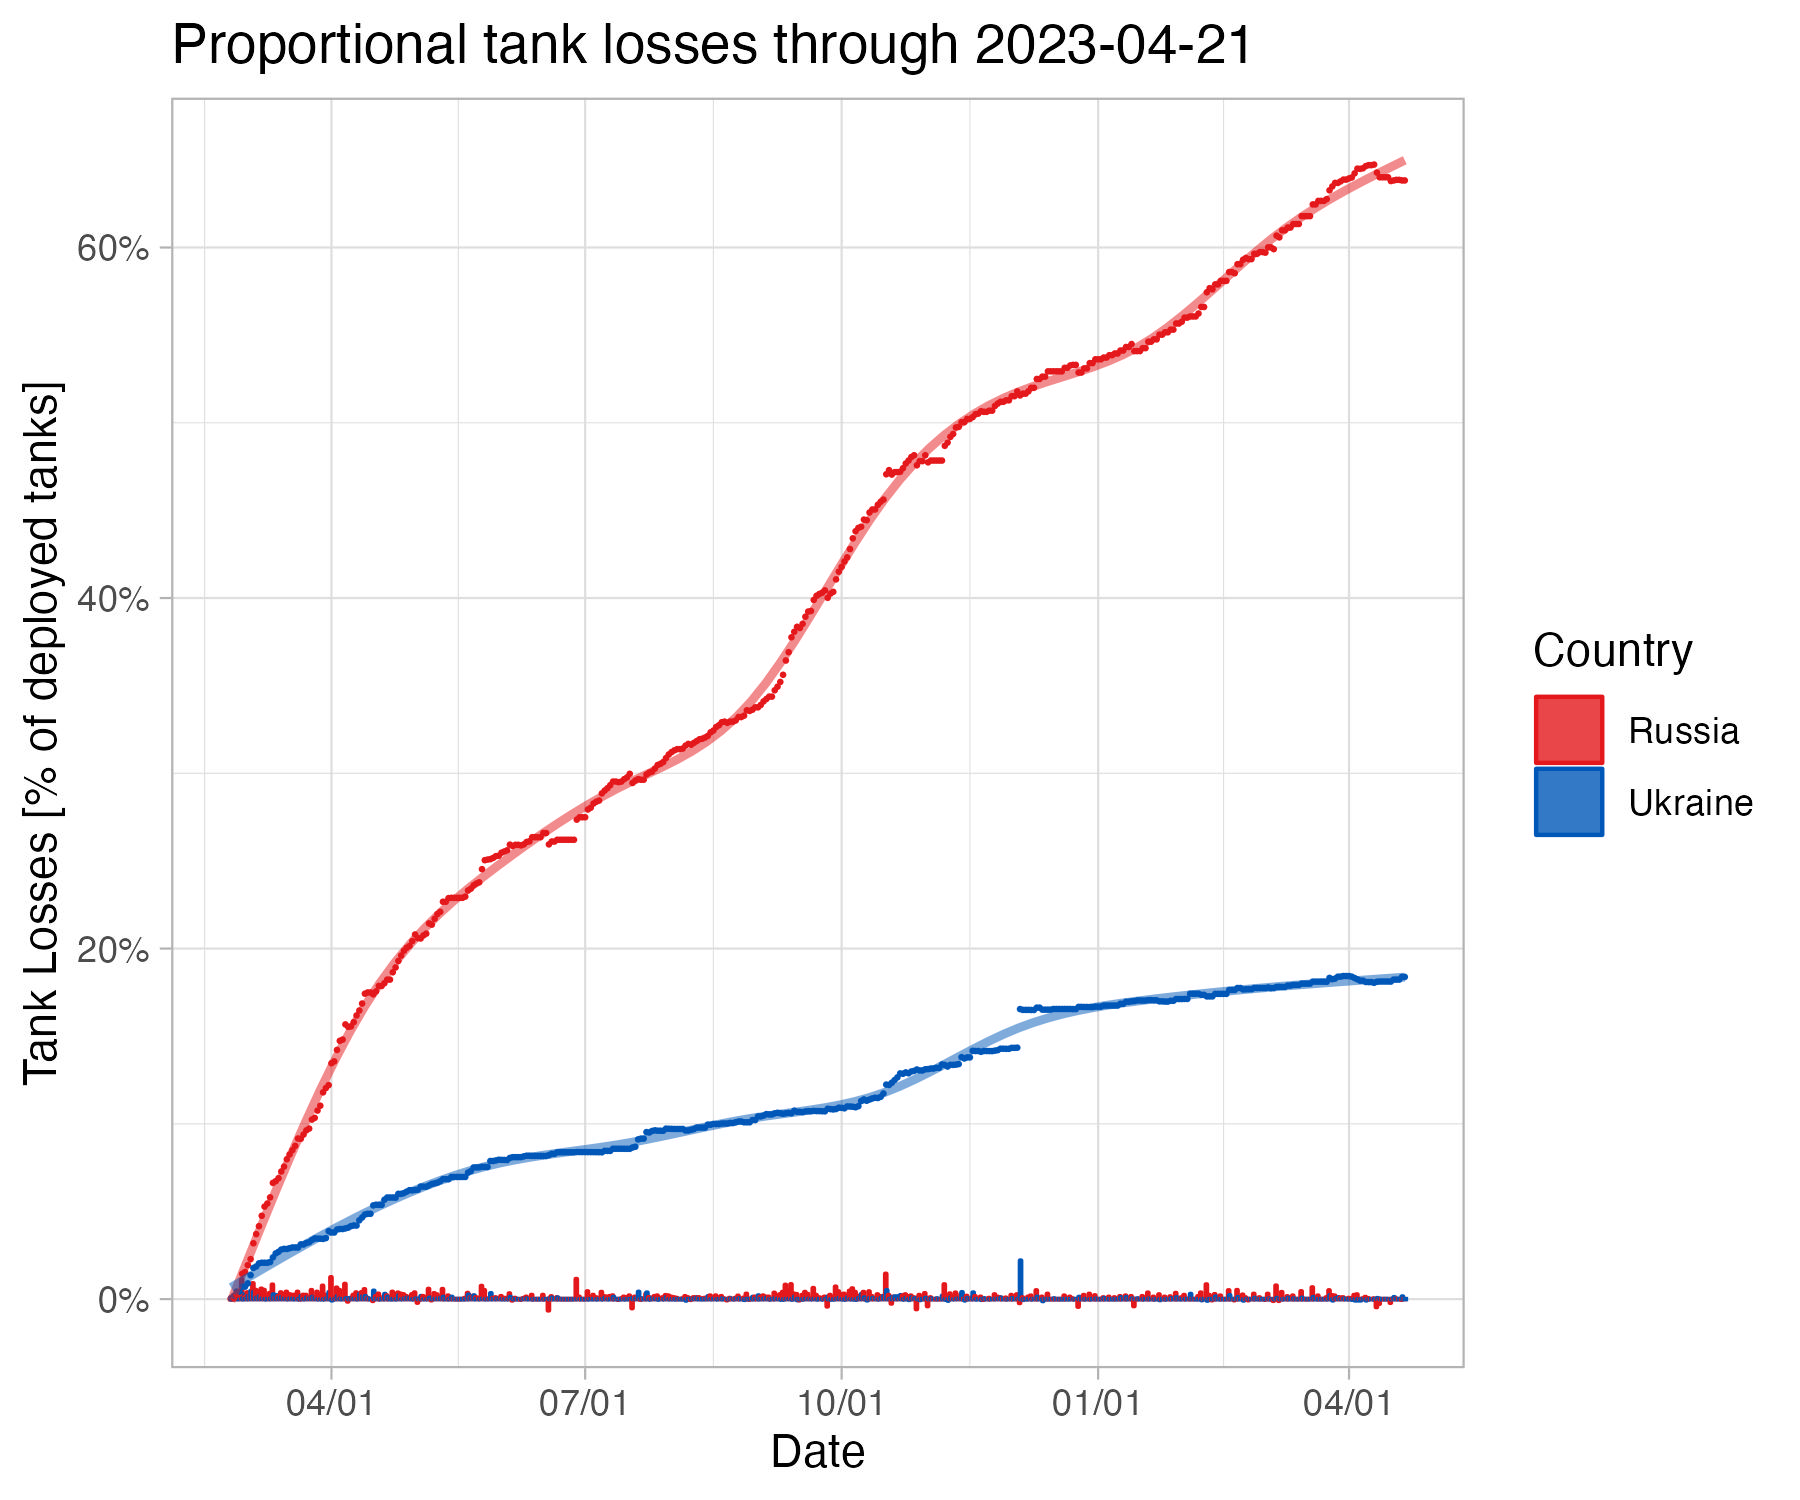 Proportional tank losses through 2023-04-21
Tank Losses [% of deployed tanks]
60%
40%
20%
0%
04/01
07/01
10/01
01/01
04/01
Date
Country
Russia
Ukraine